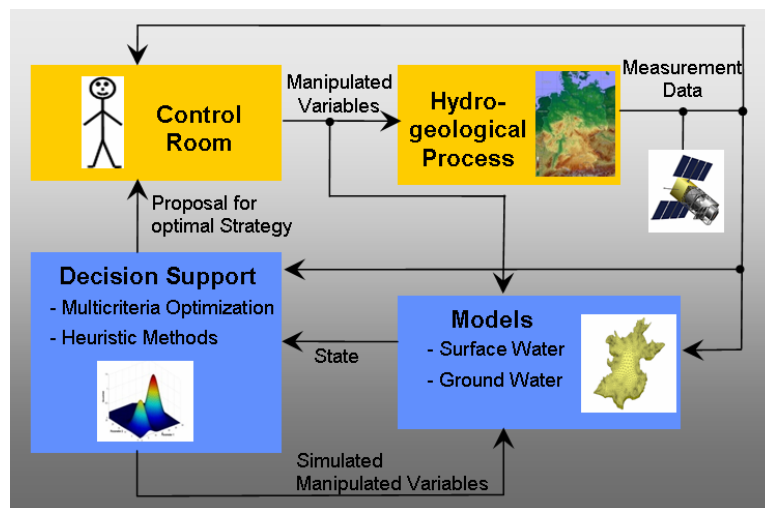 Manipulated
Variables
Measurement
Data
Control
Room
Hydro-
geological
Process
Proposal for
optimal Strategy
Decision Support
- Multicriteria Optimization
- Heuristic Methods
Models
- Surface Water
- Ground Water
State
Simulated
Manipulated Variables